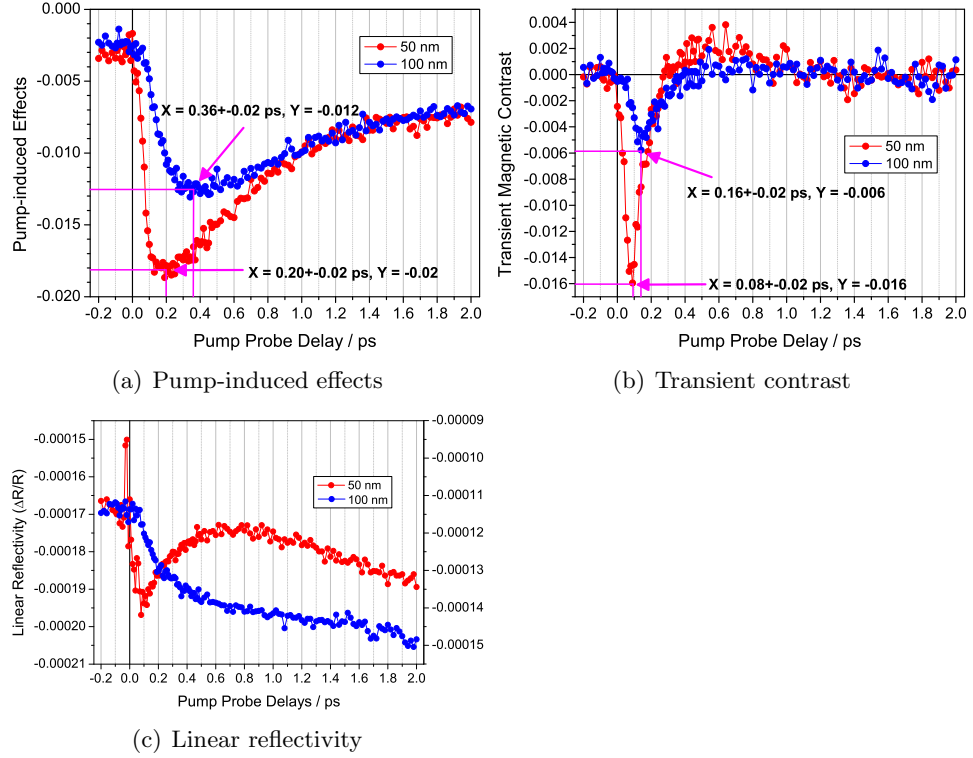 0.000
-0.005
-0.010
-0.015
-0.020
Pump-induced Effects
50 nm
100 nm
X = 0.36+-0.02 ps, Y = -0.012
X = 0.20+-0.02 ps, Y = -0.02
-0.2 0.0 0.2 0.4 0.6 0.8 1.0 1.2 1.4 1.6 1.8 2.0
Pump Probe Delay / ps
(a) Pump-induced effects
0.004
0.002
0.000
-0.002
-0.004
-0.006
-0.008
-0.010
-0.012
-0.014
-0.016
Transient Magnetic Contrast
50 nm
100 nm
X = 0.16+-0.02 ps, Y = -0.006
X = 0.08+-0.02 ps, Y = -0.016
-0.2 0.0 0.2 0.4 0.6 0.8 1.0 1.2 1.4 1.6 1.8 2.0
Pump Probe Delay / ps
(b) Transient contrast
-0.00015
-0.00016
-0.00017
-0.00018
-0.00019
-0.00020
-0.00021
Linear Reflectivity (ΔR/R)
50 nm
100 nm
-0.00009
-0.00010
-0.00011
-0.00012
-0.00013
-0.00014
-0.00015
-0.2 0.0 0.2 0.4 0.6 0.8 1.0 1.2 1.4 1.6 1.8 2.0
Pump Probe Delays / ps
(c) Linear reflectivity